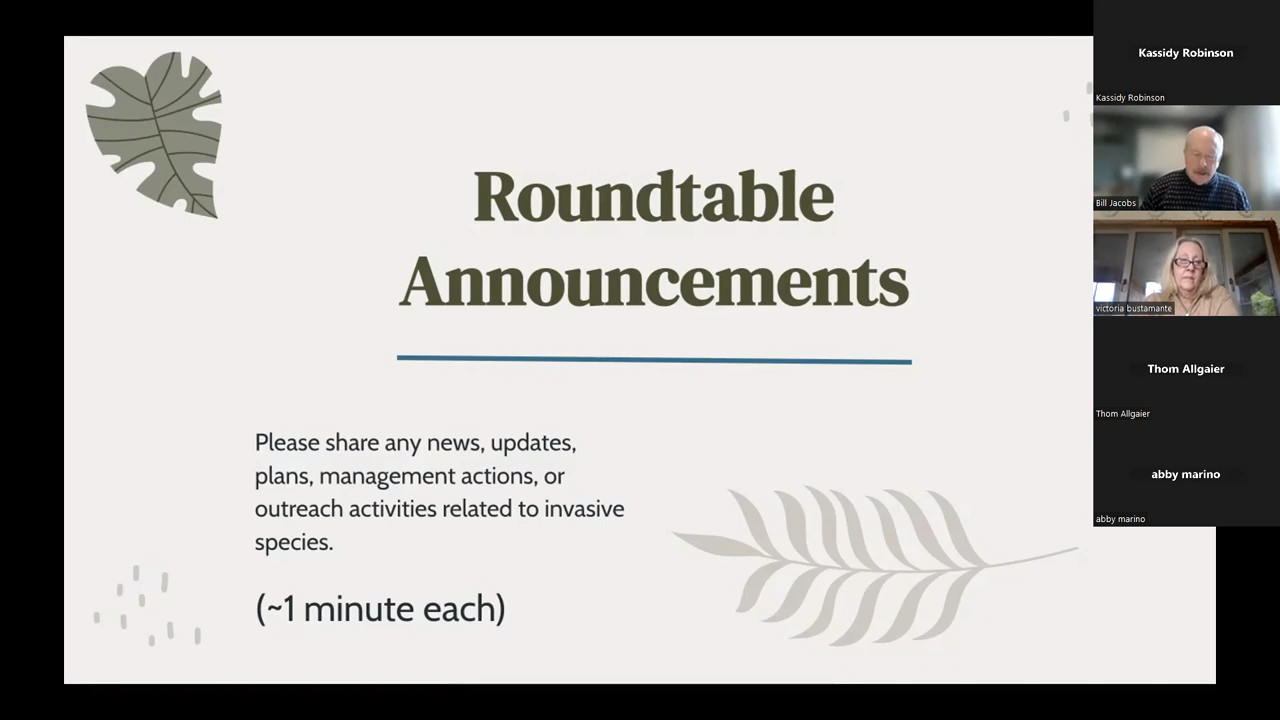 Roundtable
Announcements
Please share any news, updates,
plans, management actions, or
outreach activities related to invasive
species.
(~1 minute each)
Kassidy Robinson
Kassidy Robinson
Bill Jacobs
victoria bustamante
Thom Allgaier
Thom Allgaier
abby marino
abby marino